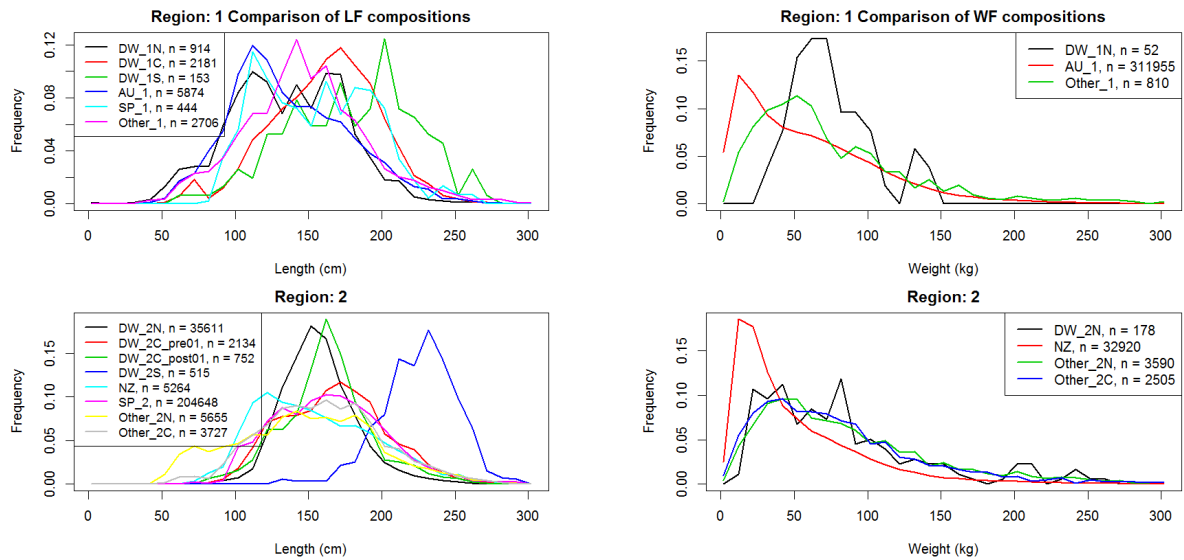 Region: 1 Comparison of LF compositions
Frequency
0.00
0.04
0.08
0.12
DW_1N, n = 914
DW_1C, n = 2181
DW_1S, n = 153
AU_1, n = 5874
SP_1, n = 444
Other_1, n = 2706
0 50 100 150 200 250 300
Length (cm)
Region: 1 Comparison of WF compositions
Frequency
0.00
0.05
0.10
0.15
DW_1N, n = 52
AU_1, n = 311955
Other_1, n = 810
0 50 100 150 200 250 300
Weight (kg)
Region: 2
Frequency
0.00
0.05
0.10
0.15
DW_2N, n = 35611
DW_2C_pre01, n = 2134
DW_2C_post01, n = 752
DW_2S, n = 515
NZ, n = 5264
SP_2, n = 204648
Other_2N, n = 5655
Other_2C, n = 3727
0 50 100 150 200 250 300
Length (cm)
Region: 2
Frequency
0.00
0.05
0.10
0.15
DW_2N, n = 178
NZ, n = 32920
Other_2N, n = 3590
Other_2C, n = 2505
0 50 100 150 200 250 300
Weight (kg)